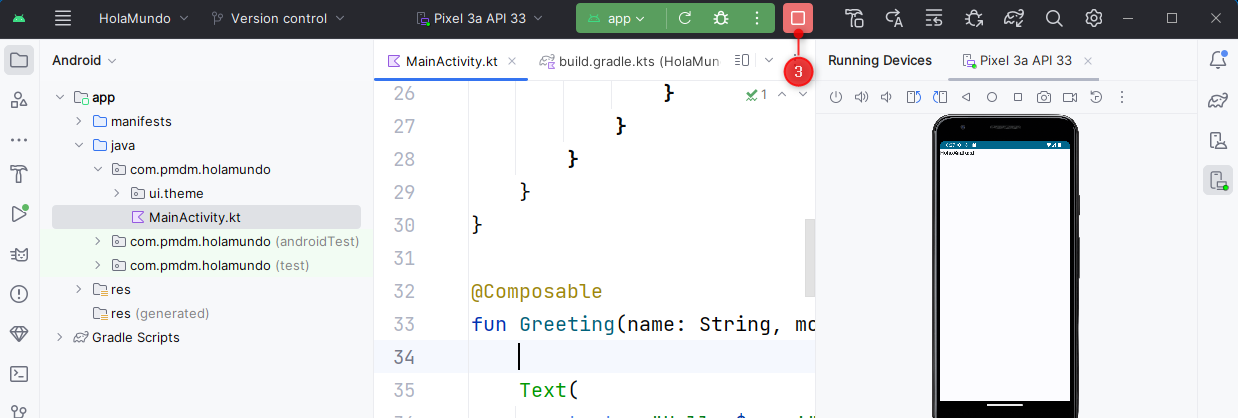 HolaMundo
Version control
Pixel 3a API 33
app
3
Android
MainActivity.kt
build.gradle.kts (HolaMun
Running Devices
Pixel 3a API 33
app
manifests
java
com.pmdm.holamundo
ui.theme
MainActivity.kt
com.pmdm.holamundo (androidTest)
com.pmdm.holamundo (test)
res
res (generated)
Gradle Scripts
1
26 }
27 }
28 }
29 }
30 }
31
32 @Composable
33 fun Greeting(name: String, mo
34
35 Text(